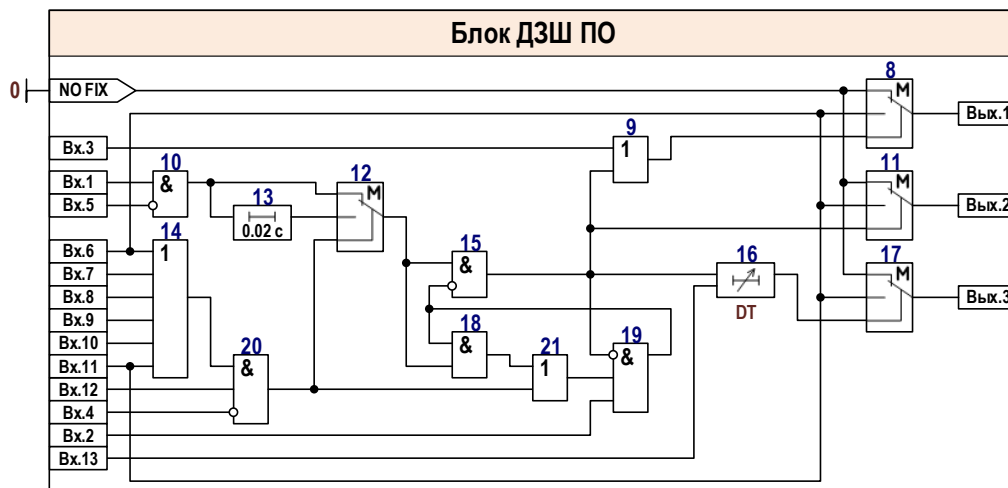 Блок ДЗШ ПО
0
NO FIX
8
M
Вых.1
9
1
Вх.3
10
&
12
M
11
M
Вых.2
Вх.1
Вх.5
13
0.02 с
14
1
Вх.6
Вх.7
Вх.8
Вх.9
Вх.10
Вх.11
Вх.12
Вх.4
Вх.2
Вх.13
15
&
16
DT
17
M
Вых.3
18
&
19
&
20
&
21
1